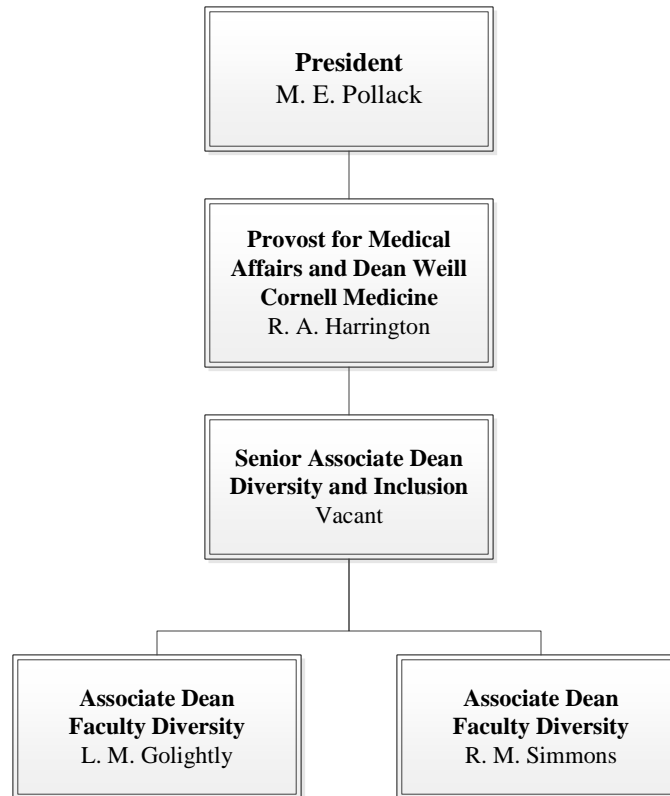 President
M. E. Pollack
Provost for Medical
Affairs and Dean Weill
Cornell Medicine
R. A. Harrington
Senior Associate Dean
Diversity and Inclusion
Vacant
Associate Dean
Faculty Diversity
L. M. Golightly
Associate Dean
Faculty Diversity
R. M. Simmons